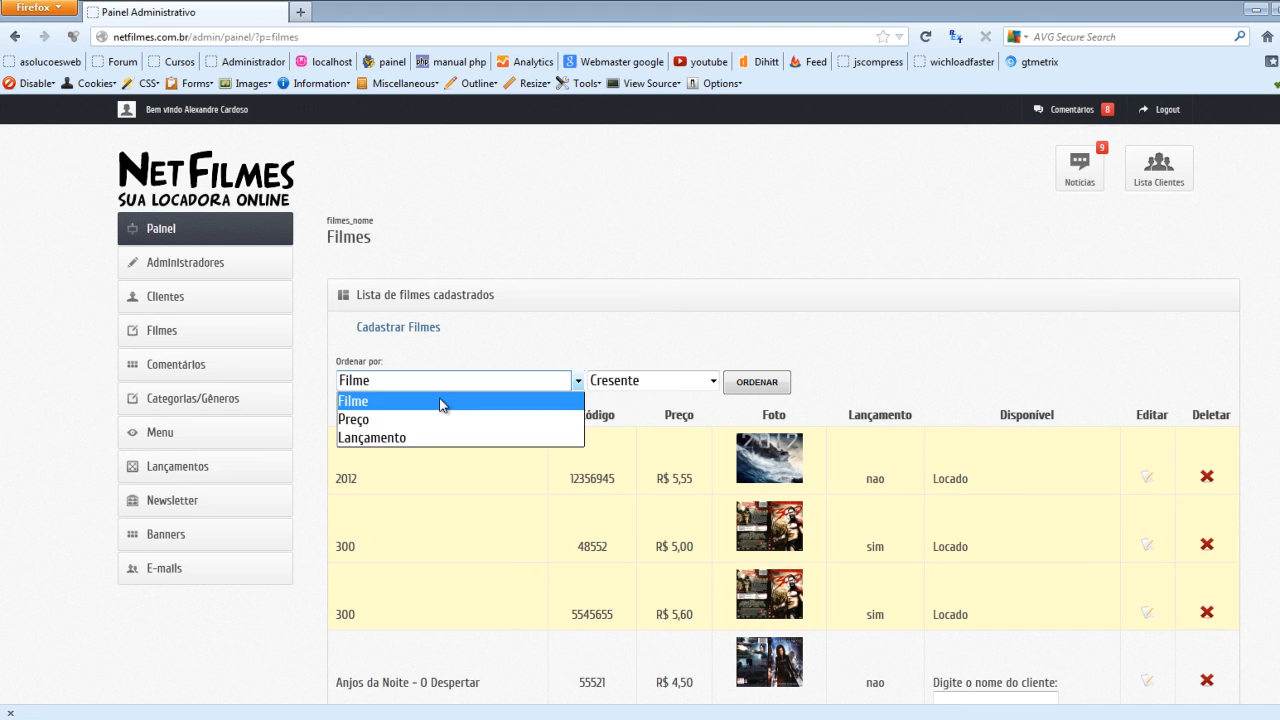 Firefox
Painel Administrativo
netfilmes.com.br/admin/painel/?p=filmes
AVG Secure Search
asolucoesweb Forum Cursos Administrador localhost painel manual php Analytics Webmaster google youtube Dihitt Feed jscompress wichloadfaster gtmetrix
Disable Cookies CSS Forms Images Information Miscellaneous Outline Resize Tools View Source Options
Bem vindo Alexandre Cardoso
Comentários 8 Logout
NET FILMES
SUA LOCADORA ONLINE
9
Notícias
Lista Clientes
Painel
Administradores
Clientes
Filmes
Comentários
Categorias/Gêneros
Menu
Lançamentos
Newsletter
Banners
E-mails
filmes_nome
Filmes
Lista de filmes cadastrados
Cadastrar Filmes
Ordenar por:
Filme Cresente ORDENAR
Filme
Preço
Lançamento
ódigo Preço Foto Lançamento Disponível Editar Deletar
2012 12356945 R$ 5,55 nao Locado
300 48552 R$ 5,00 sim Locado
300 5545655 R$ 5,60 sim Locado
Anjos da Noite - O Despertar 55521 R$ 4,50 nao Digite o nome do cliente: